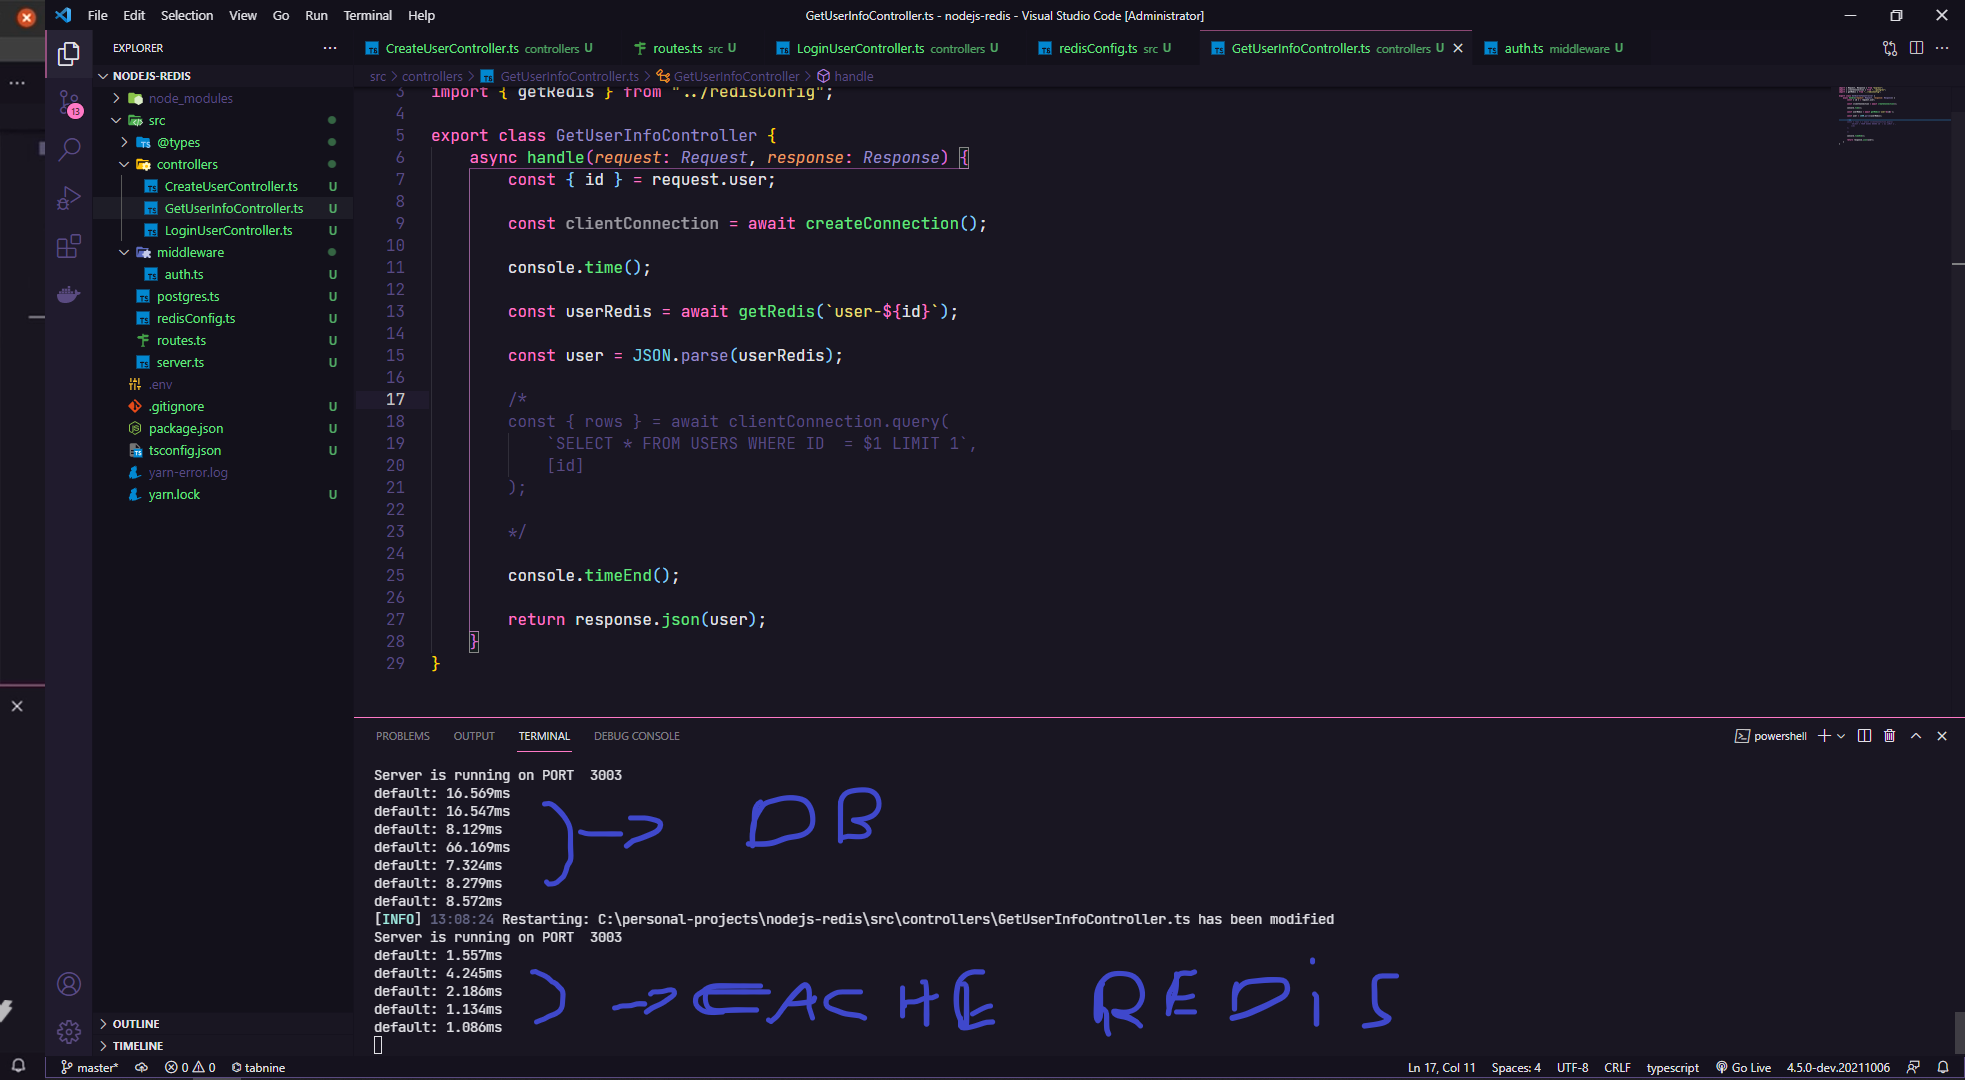 File Edit Selection View Go Run Terminal Help
GetUserInfoController.ts - nodejs-redis - Visual Studio Code [Administrator]
EXPLORER
CreateUserController.ts controllers U
routes.ts src U
LoginUserController.ts controllers U
redisConfig.ts src U
GetUserInfoController.ts controllers U
auth.ts middleware U
NODEJS-REDIS
node_modules
src
@types
controllers
CreateUserController.ts U
GetUserInfoController.ts U
LoginUserController.ts U
middleware
auth.ts U
postgres.ts U
redisConfig.ts U
routes.ts U
server.ts U
.env
.gitignore U
package.json U
tsconfig.json U
yarn-error.log
yarn.lock U
OUTLINE
TIMELINE
13
src > controllers > GetUserInfoController.ts > GetUserInfoController > handle
3 import { getRedis } from "../redisConfig";
4
5 export class GetUserInfoController {
6 async handle(request: Request, response: Response) {
7 const { id } = request.user;
8
9 const clientConnection = await createConnection();
10
11 console.time();
12
13 const userRedis = await getRedis(`user-${id}`);
14
15 const user = JSON.parse(userRedis);
16
17 /*
18 const { rows } = await clientConnection.query(
19 `SELECT * FROM USERS WHERE ID  = $1 LIMIT 1`,
20 [id]
21 );
22
23 */
24
25 console.timeEnd();
26
27 return response.json(user);
28 }
29 }
PROBLEMS OUTPUT TERMINAL DEBUG CONSOLE
powershell
Server is running on PORT  3003
default: 16.569ms
default: 16.547ms
default: 8.129ms
default: 66.169ms
default: 7.324ms
default: 8.279ms
default: 8.572ms
DB
[INFO] 13:08:24 Restarting: C:\personal-projects\nodejs-redis\src\controllers\GetUserInfoController.ts has been modified
Server is running on PORT  3003
default: 1.557ms
default: 4.245ms
default: 2.186ms
default: 1.134ms
default: 1.086ms
CACHE REDiS
master* 0 0 tabnine
Ln 17, Col 11 Spaces: 4 UTF-8 CRLF typescript Go Live 4.5.0-dev.20211006